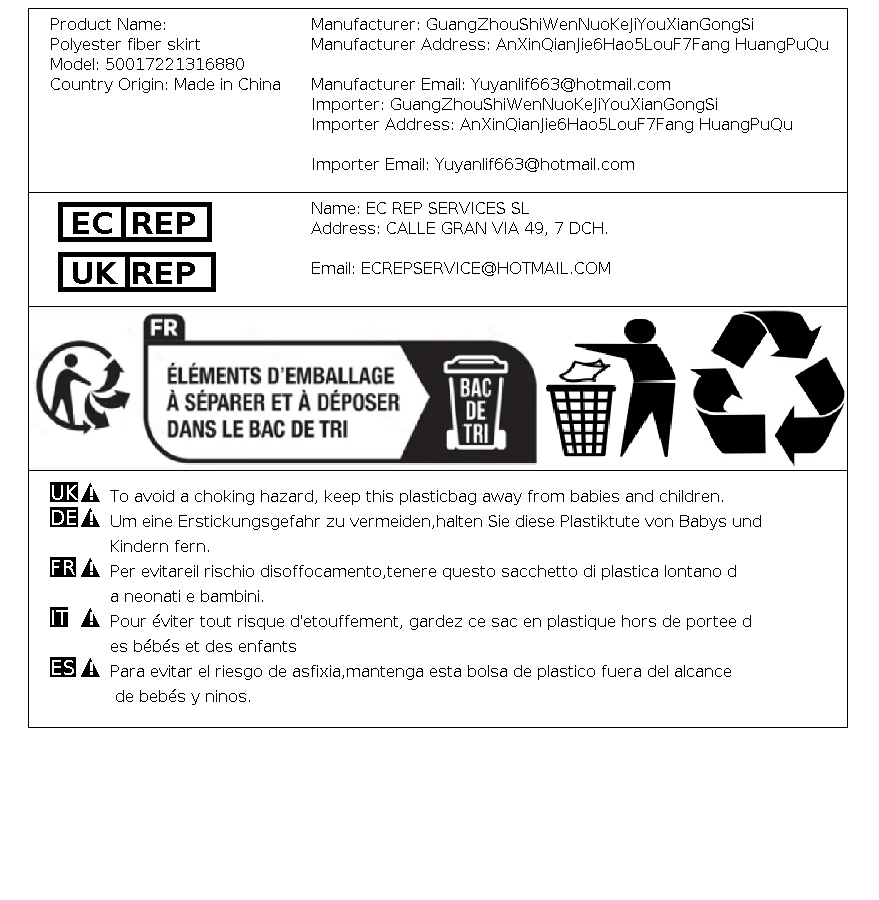 Product Name:
Polyester fiber skirt
Model: 50017221316880
Country Origin: Made in China
Manufacturer: GuangZhouShiWenNuoKeJiYouXianGongSi
Manufacturer Address: AnXinQianJie6Hao5LouF7Fang HuangPuQu
Manufacturer Email: Yuyanlif663@hotmail.com
Importer: GuangZhouShiWenNuoKeJiYouXianGongSi
Importer Address: AnXinQianJie6Hao5LouF7Fang HuangPuQu
Importer Email: Yuyanlif663@hotmail.com
EC REP
UK REP
Name: EC REP SERVICES SL
Address: CALLE GRAN VIA 49, 7 DCH.
Email: ECREPSERVICE@HOTMAIL.COM
FR
ÉLÉMENTS D'EMBALLAGE
À SÉPARER ET À DÉPOSER
DANS LE BAC DE TRI
BAC
DE
TRI
UK To avoid a choking hazard, keep this plasticbag away from babies and children.
DE Um eine Erstickungsgefahr zu vermeiden,halten Sie diese Plastiktute von Babys und
Kindern fern.
FR Per evitareil rischio disoffocamento,tenere questo sacchetto di plastica lontano d
a neonati e bambini.
IT Pour éviter tout risque d'etouffement, gardez ce sac en plastique hors de portee d
es bébés et des enfants
ES Para evitar el riesgo de asfixia,mantenga esta bolsa de plastico fuera del alcance
de bebés y ninos.